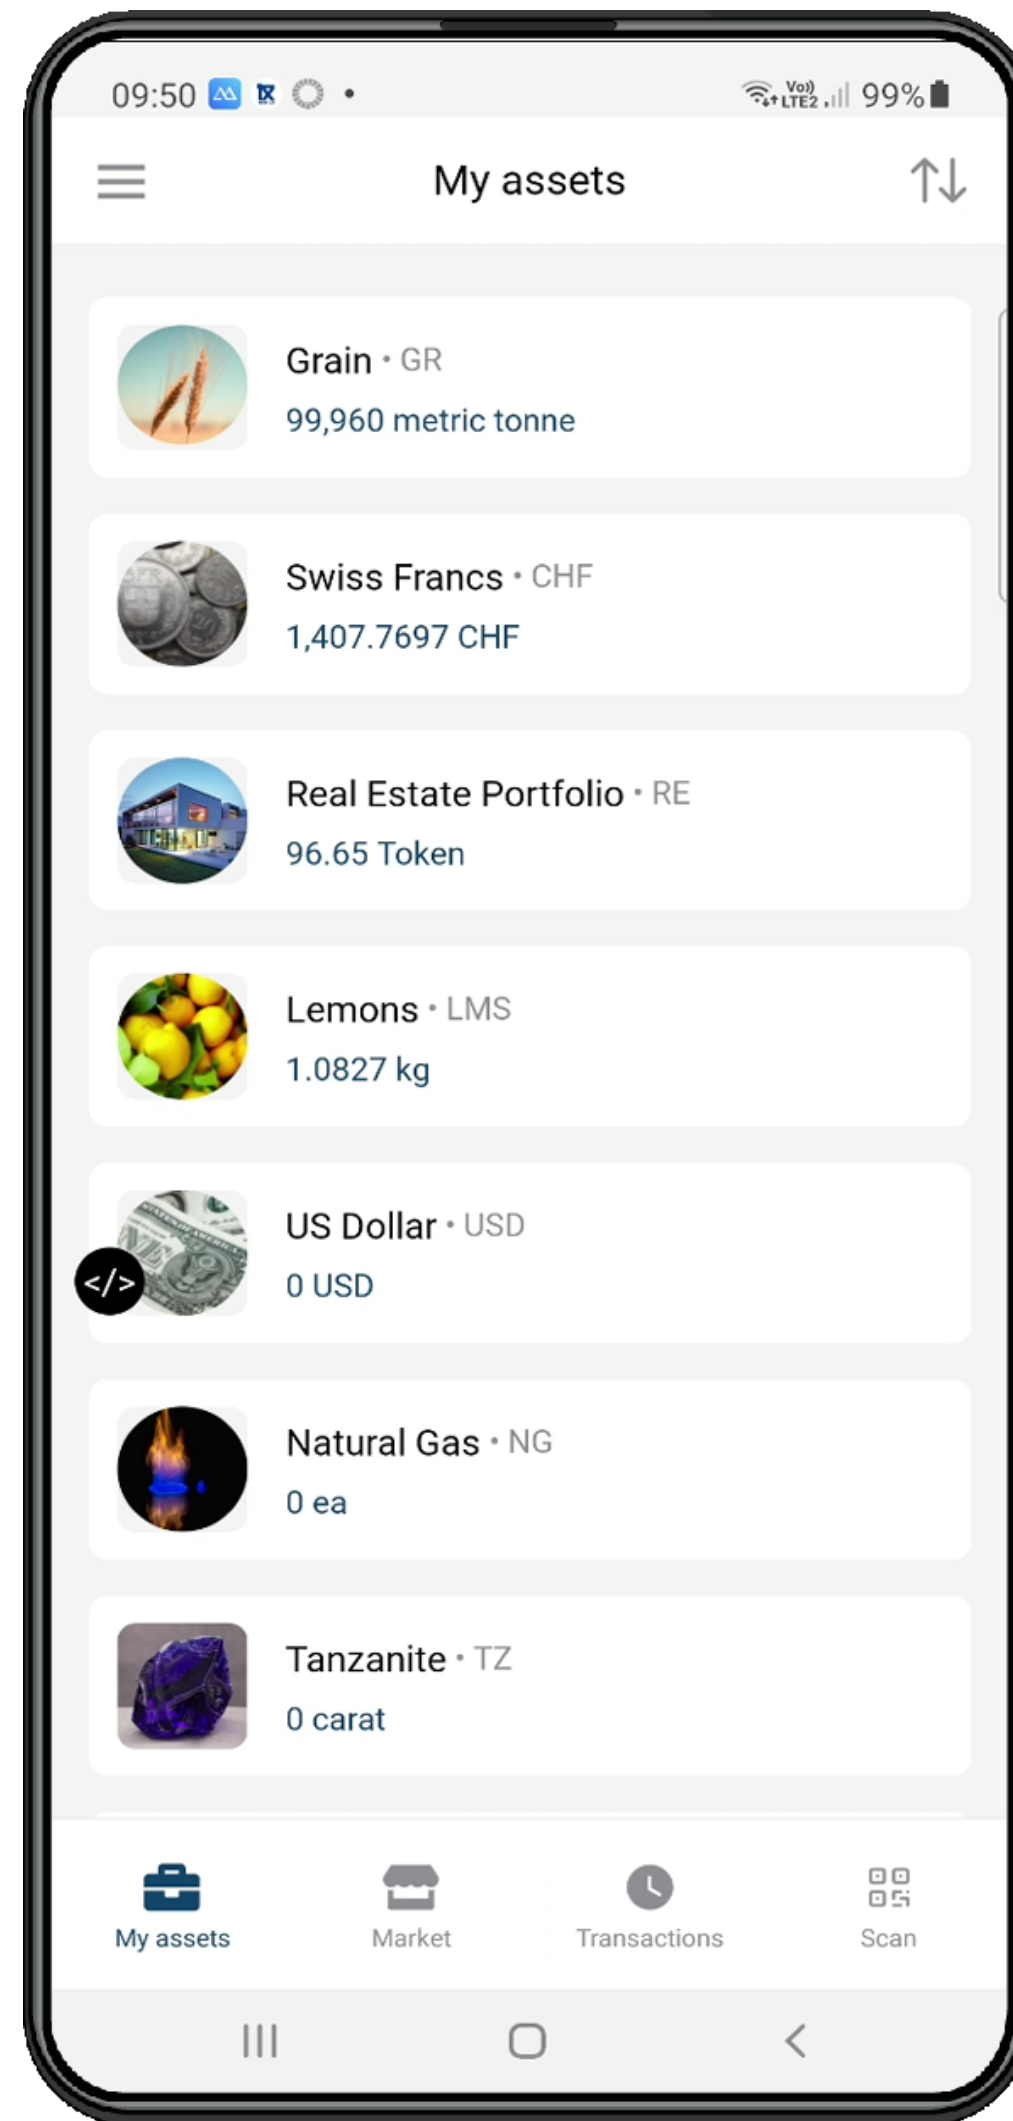 09:50
Vo))
LTE2
99%
My assets
Grain • GR
99,960 metric tonne
Swiss Francs • CHF
1,407.7697 CHF
Real Estate Portfolio • RE
96.65 Token
Lemons • LMS
1.0827 kg
US Dollar • USD
0 USD
</>
Natural Gas • NG
0 ea
Tanzanite • TZ
0 carat
My assets
Market
Transactions
Scan